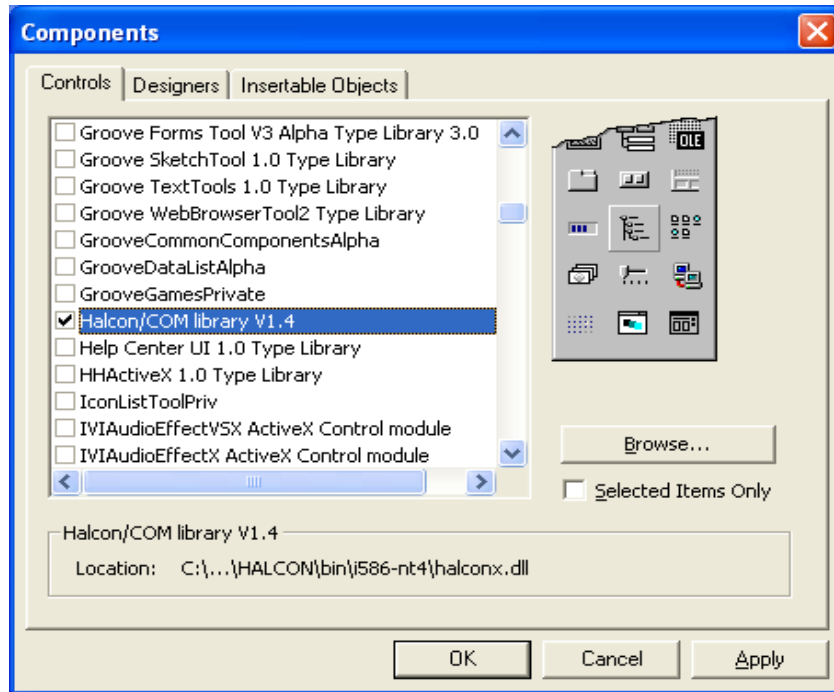 Components
Controls Designers Insertable Objects
Groove Forms Tool V3 Alpha Type Library 3.0
Groove SketchTool 1.0 Type Library
Groove TextTools 1.0 Type Library
Groove WebBrowserTool2 Type Library
GrooveCommonComponentsAlpha
GrooveDataListAlpha
GrooveGamesPrivate
Halcon/COM library V1.4
Help Center UI 1.0 Type Library
HHActiveX 1.0 Type Library
IconListToolPriv
IVIAudioEffectVSX ActiveX Control module
IVIAudioEffectX ActiveX Control module
OLE
Browse...
Selected Items Only
Halcon/COM library V1.4
Location: C:\...\HALCON\bin\i586-nt4\halconx.dll
OK Cancel Apply